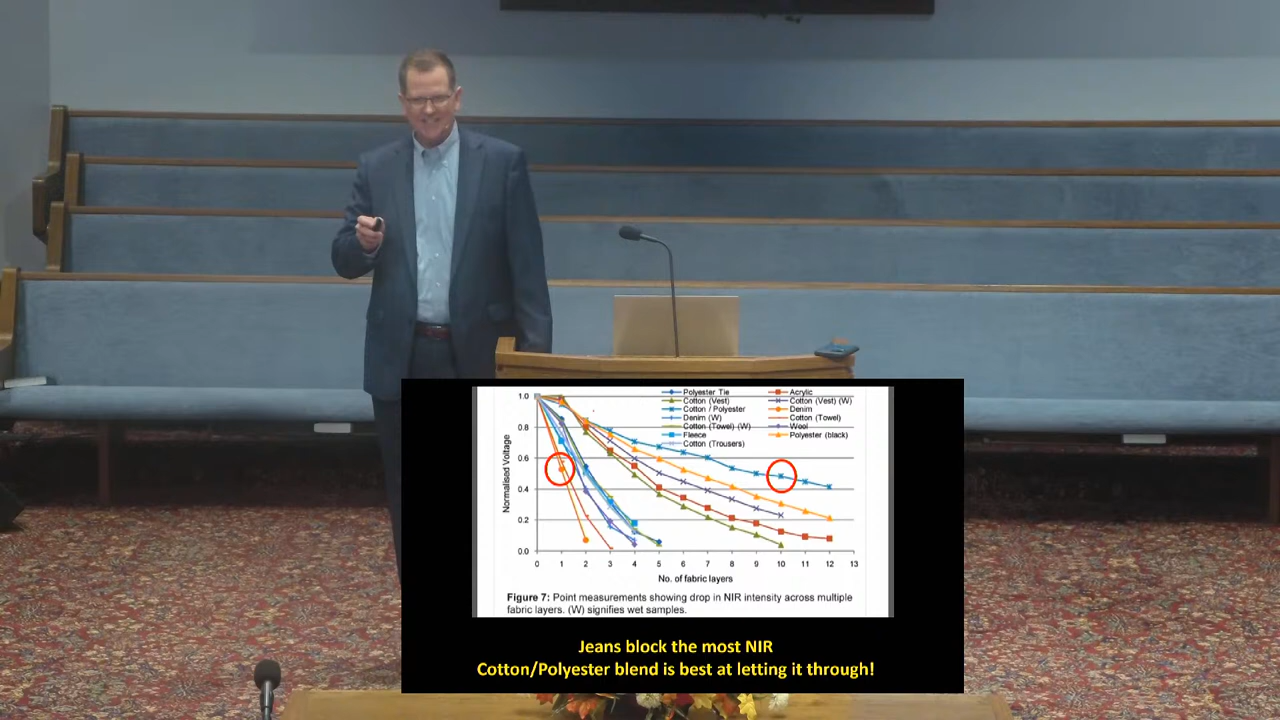 Polyester Tie
Acrylic
Cotton (Vest)
Cotton (Vest) (W)
Cotton / Polyester
Denim
Denim (W)
Cotton (Towel)
Cotton (Towel) (W)
Wool
Fleece
Polyester (black)
Cotton (Trousers)
Normalised Voltage
1.0
0.8
0.6
0.4
0.2
0.0
0 1 2 3 4 5 6 7 8 9 10 11 12 13
No. of fabric layers
Figure 7: Point measurements showing drop in NIR intensity across multiple
fabric layers. (W) signifies wet samples.
Jeans block the most NIR
Cotton/Polyester blend is best at letting it through!